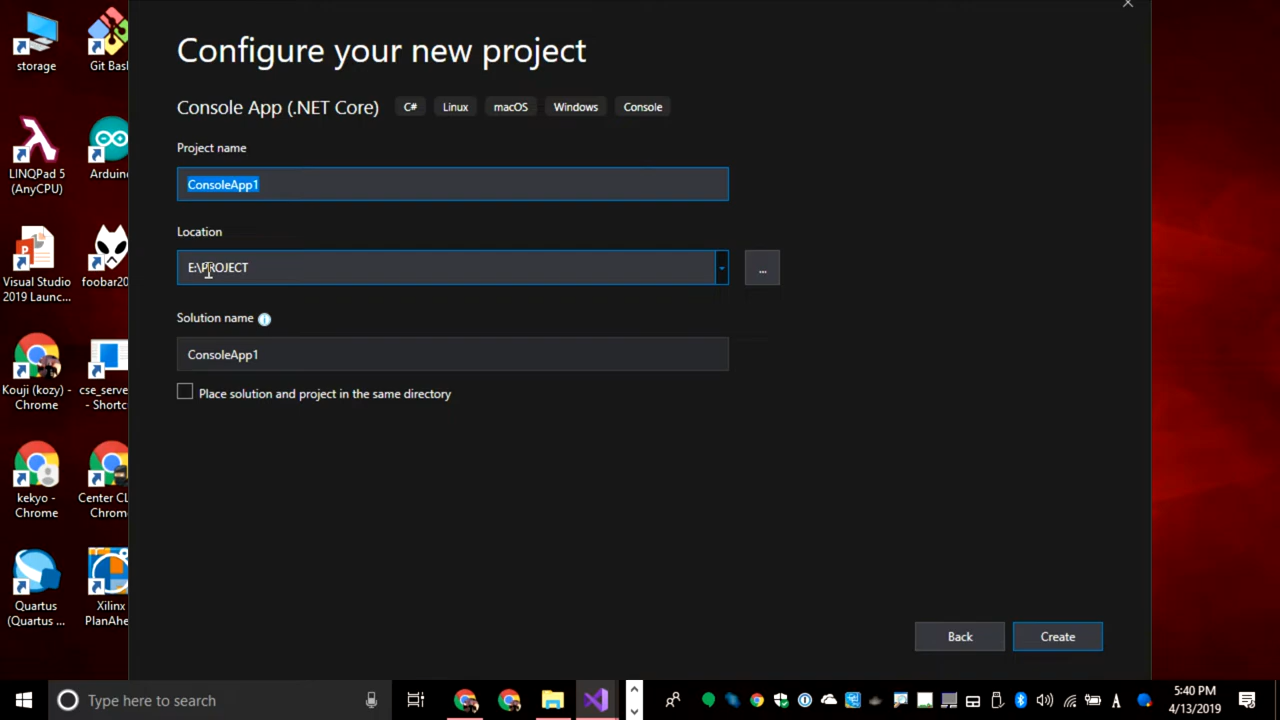 Configure your new project
Console App (.NET Core) C# Linux macOS Windows Console
Project name
ConsoleApp1
Location
E:\PROJECT
...
Solution name
ConsoleApp1
Place solution and project in the same directory
Back
Create
storage
Git Bas
LINQPad 5
(AnyCPU)
Arduin
Visual Studio
2019 Launc...
foobar20
Kouji (kozy) -
Chrome
cse_serve
- Shortc
kekyo -
Chrome
Center CL
Chrom
Quartus
(Quartus ...
Xilinx
PlanAhe
Type here to search
5:40 PM
4/13/2019